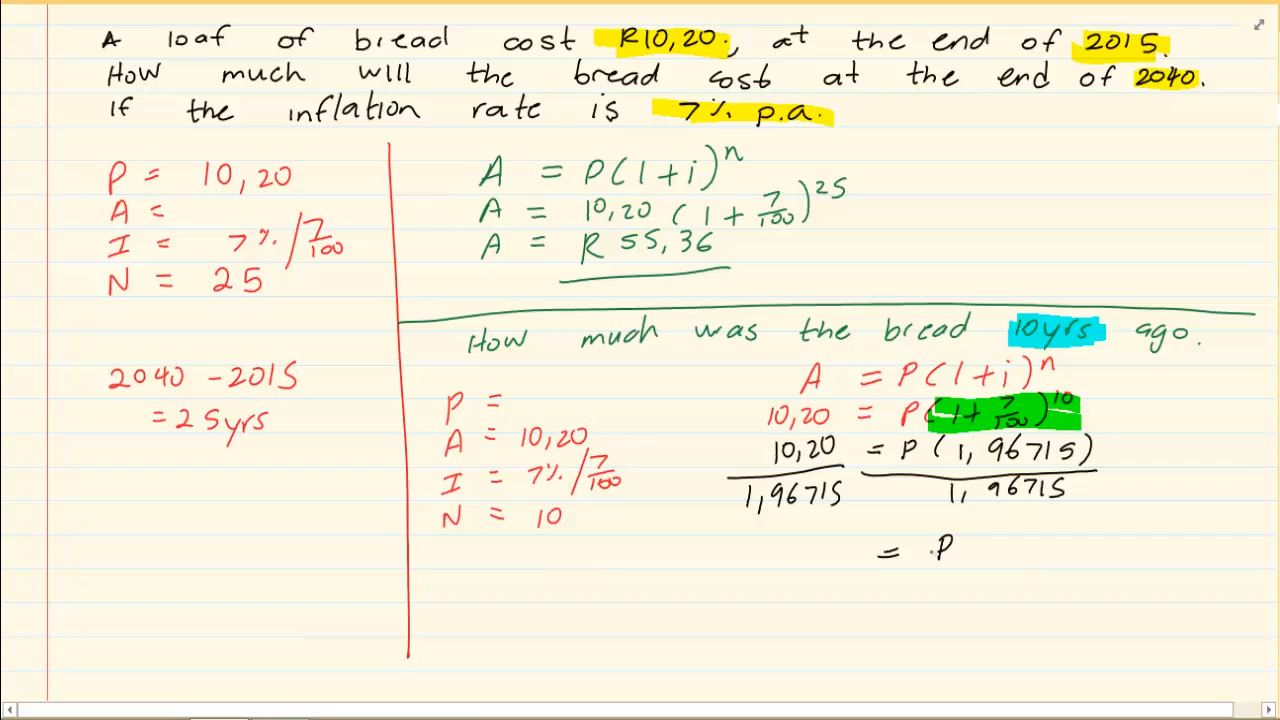 A loaf of bread cost R10,20., at the end of 2015.
How much will the bread cost at the end of 2040.
If the inflation rate is 7% p.a.
P = 10,20
A =
I = 7% / 7/100
N = 25
2040 - 2015
= 25yrs
A = P(1+i)^n
A = 10,20 (1 + 7/100)^25
A = R 55,36
How much was the bread 10yrs ago.
P =
A = 10,20
I = 7% / 7/100
N = 10
A = P(1+i)^n
10,20 = P(1+ 7/100)^10
10,20 = P(1,96715)
1,96715 1,96715
= P